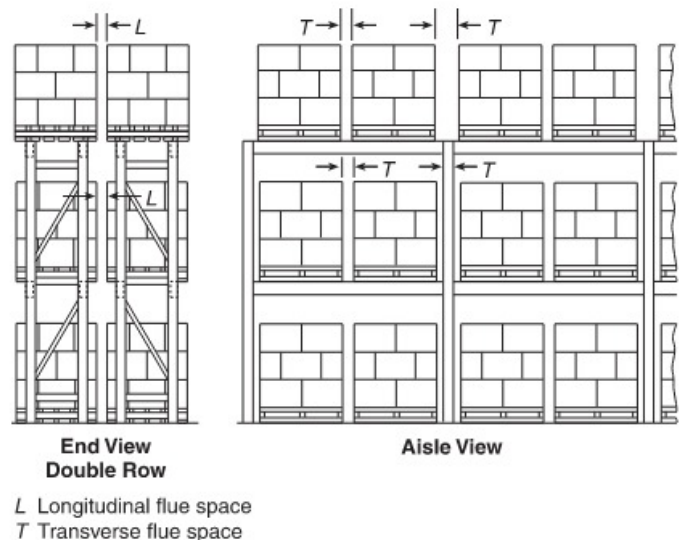 L
T
T
T
T
L
End View
Double Row
Aisle View
L Longitudinal flue space
T Transverse flue space